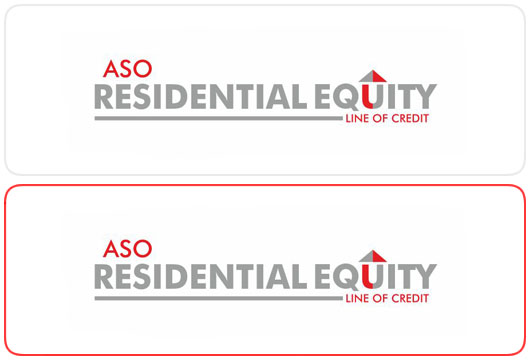 ASO
RESIDENTIAL EQUITY
LINE OF CREDIT
ASO
RESIDENTIAL EQUITY
LINE OF CREDIT